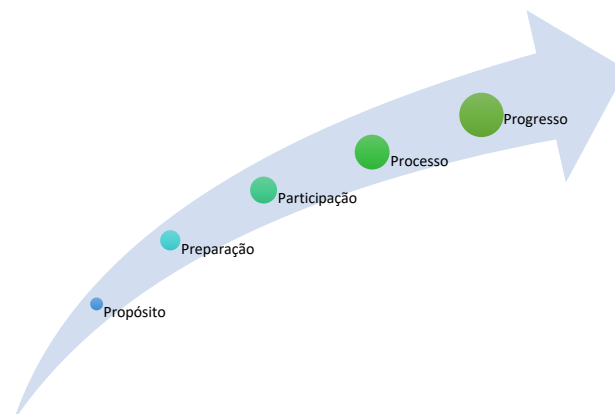 Progresso
Processo
Participação
Preparação
Propósito